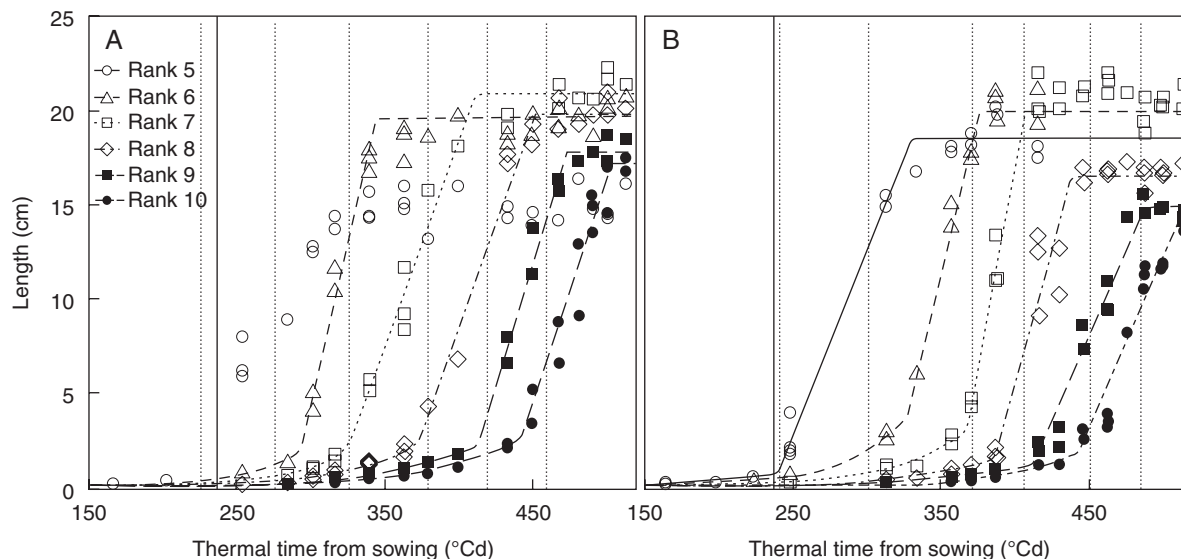 25
20
15
10
5
0
Length (cm)
A
Rank 5
Rank 6
Rank 7
Rank 8
Rank 9
Rank 10
B
150 250 350 450 150 250 350 450
Thermal time from sowing (°Cd) Thermal time from sowing (°Cd)